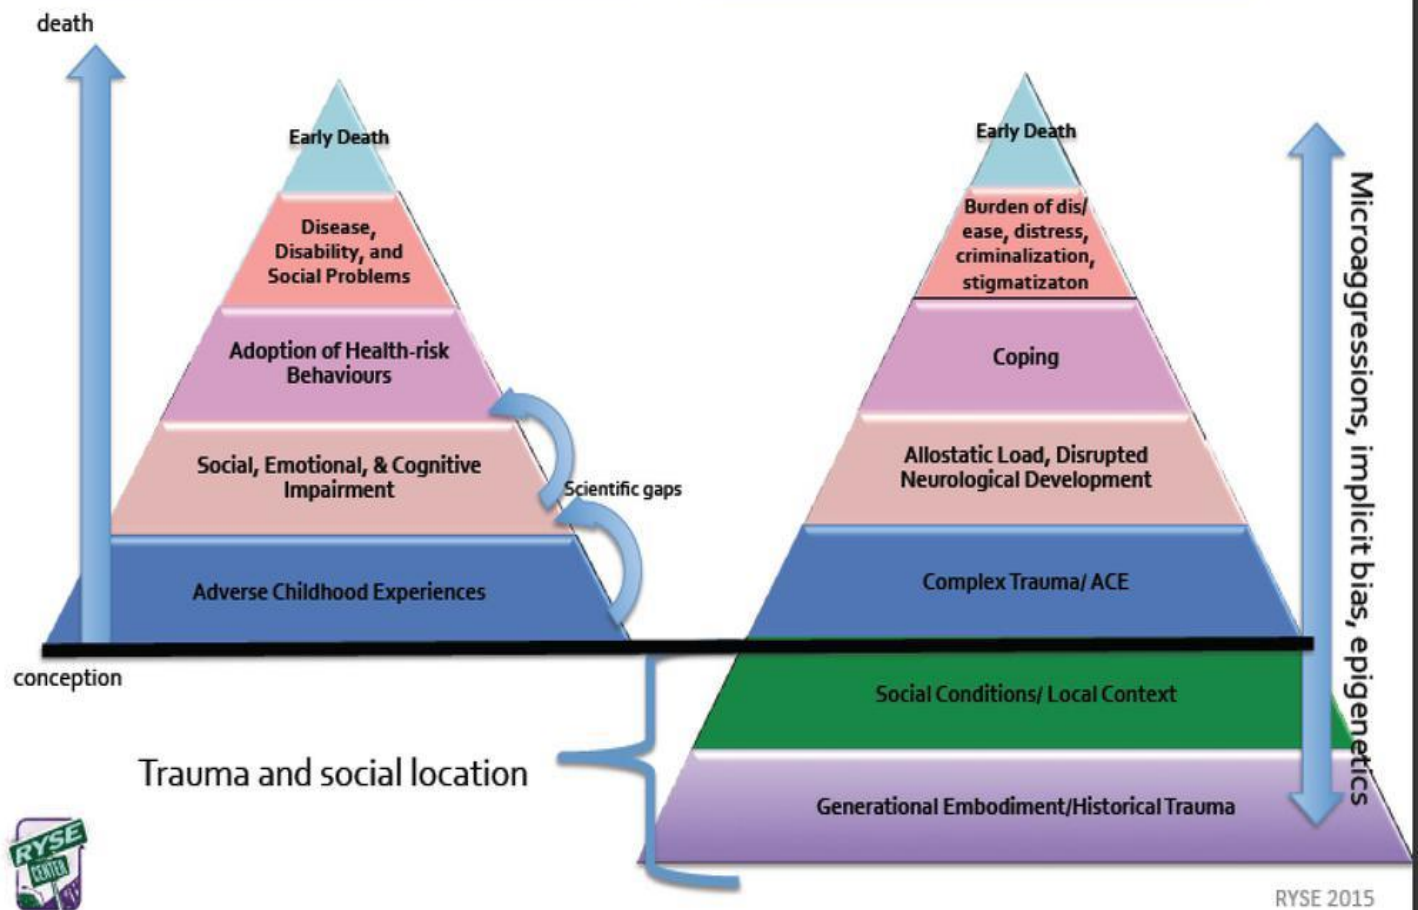 death
Early Death
Disease,
Disability, and
Social Problems
Adoption of Health-risk
Behaviours
Social, Emotional, & Cognitive
Impairment
Scientific gaps
Adverse Childhood Experiences
conception
Early Death
Burden of dis/
ease, distress,
criminalization,
stigmatizaton
Coping
Allostatic Load, Disrupted
Neurological Development
Complex Trauma/ ACE
Social Conditions/ Local Context
Generational Embodiment/Historical Trauma
Microaggressions, implicit bias, epigenetics
Trauma and social location
RYSE
CENTER
RYSE 2015